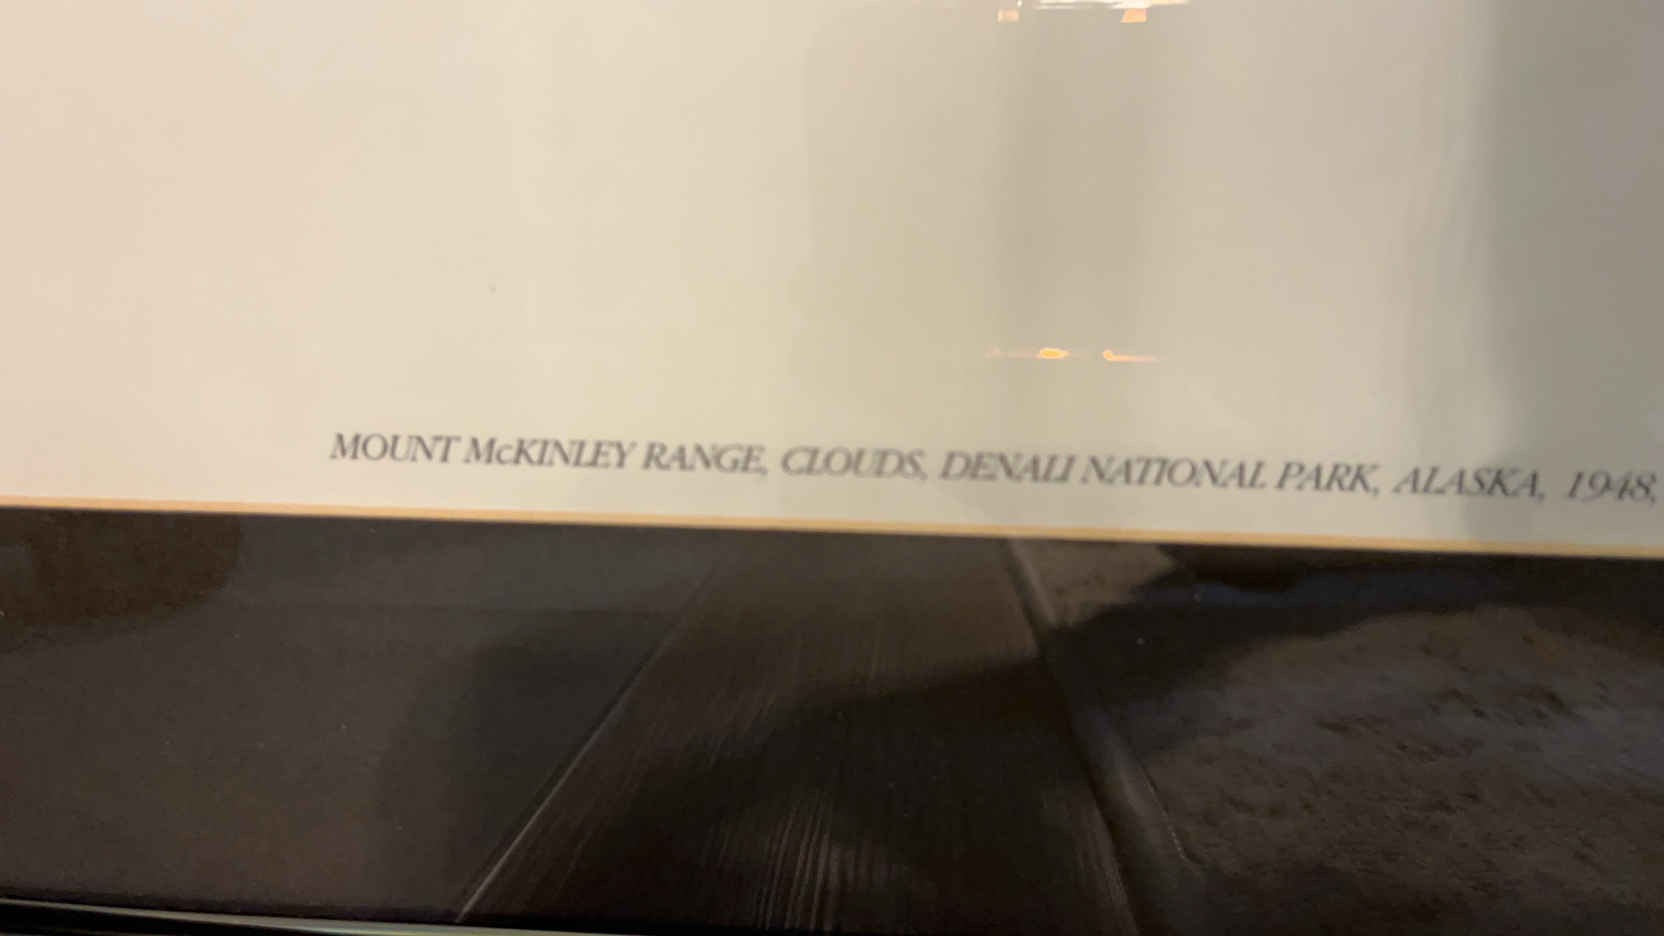 MOUNT McKINLEY RANGE, CLOUDS, DENALI NATIONAL PARK, ALASKA, 1948,